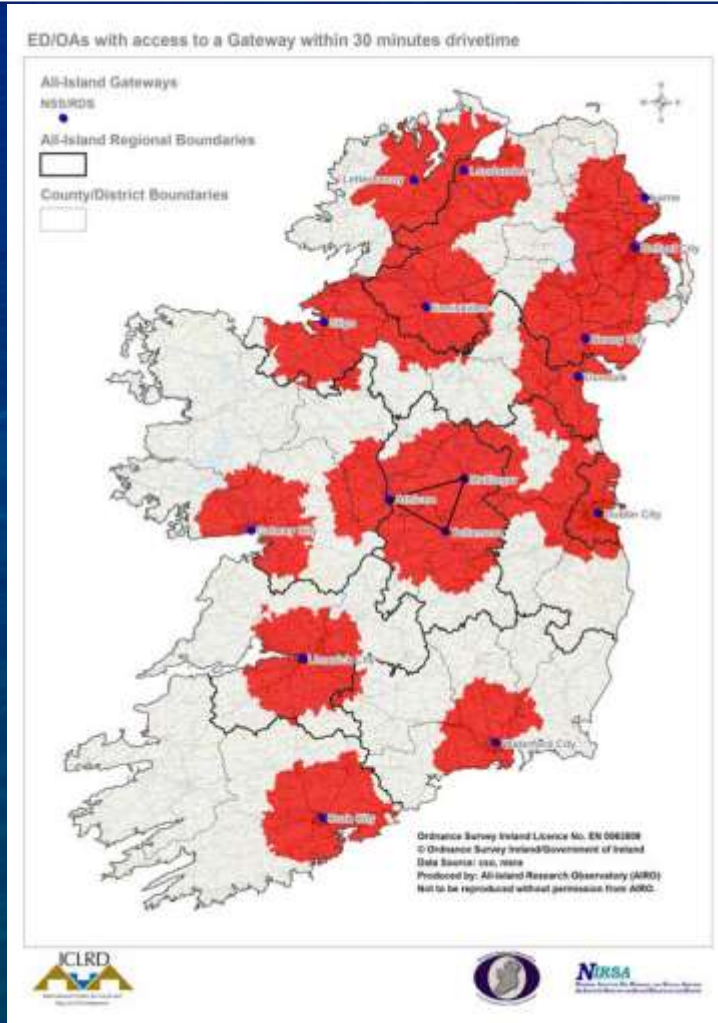 ED/OAs with access to a Gateway within 30 minutes drivetime
All-Island Gateways
NSS/RDS
All-Island Regional Boundaries
County/District Boundaries
Letterkenny
Londonderry
Larne
Belfast City
Enniskillen
Sligo
Newry City
Dundalk
Mullingar
Athlone
Tullamore
Dublin City
Galway City
Limerick City
Waterford City
Cork City
Ordnance Survey Ireland Licence No. EN
© Ordnance Survey Ireland/Government of Ireland
Data Source: cso, nisra
Produced by: All-Island Research Observatory (AIRO)
Not to be reproduced without permission from AIRO.
ICLRD
NIRSA